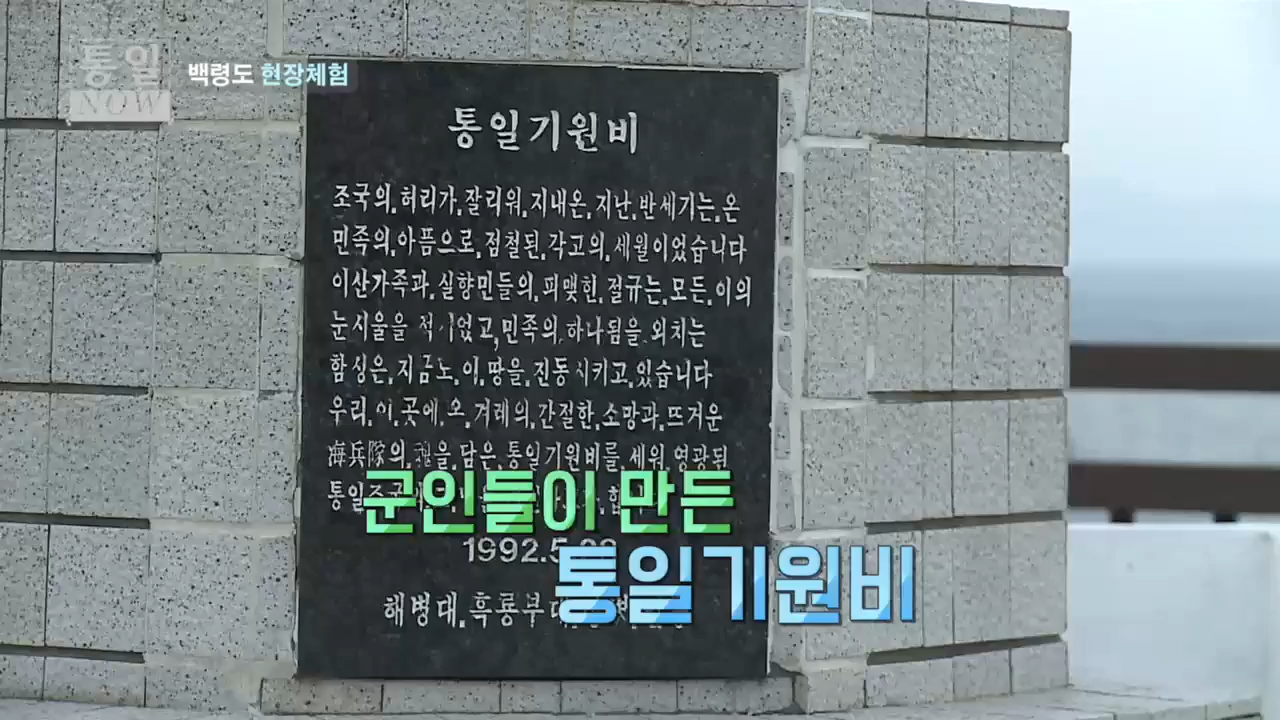 통일
NOW
백령도 현장체험
통일기원비
조국의.허리가.잘리워.지내온.지난.반세기는.온
민족의.아픔으로.점철된.각고의.세월이었습니다
이산가족과.실향민들의.피맺힌.절규는.모든.이의
눈시울을 적시었고,민족의.하나됨을.외치는
함성은.지금도.이.땅을.진동시키고.있습니다
우리.이.곳에.온.겨레의.간절한.소망과.뜨거운
海兵隊의.魂을.담은.통일기원비를.세워.영광된
군인들이 만든
1992.5
통일기원비
해병대.흑룡부대